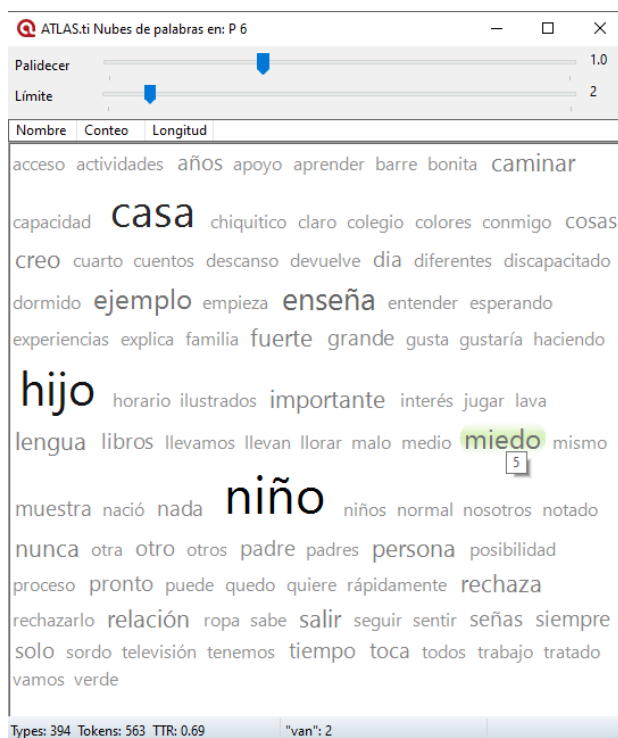 ATLAS.ti Nubes de palabras en: P 6
Palidecer 1.0
Límite 2
Nombre Conteo Longitud
acceso actividades años apoyo aprender barre bonita caminar
capacidad casa chiquitico claro colegio colores conmigo cosas
creo cuarto cuentos descanso devuelve dia diferentes discapacitado
dormido ejemplo empieza enseña entender esperando
experiencias explica familia fuerte grande gusta gustaría haciendo
hijo horario ilustrados importante interés jugar lava
lengua libros llevamos llevan llorar malo medio miedo mismo
5
muestra nació nada niño niños normal nosotros notado
nunca otra otro otros padre padres persona posibilidad
proceso pronto puede quedo quiere rápidamente rechaza
rechazarlo relación ropa sabe salir seguir sentir señas siempre
solo sordo televisión tenemos tiempo toca todos trabajo tratado
vamos verde
Types: 394 Tokens: 563 TTR: 0.69 "van": 2